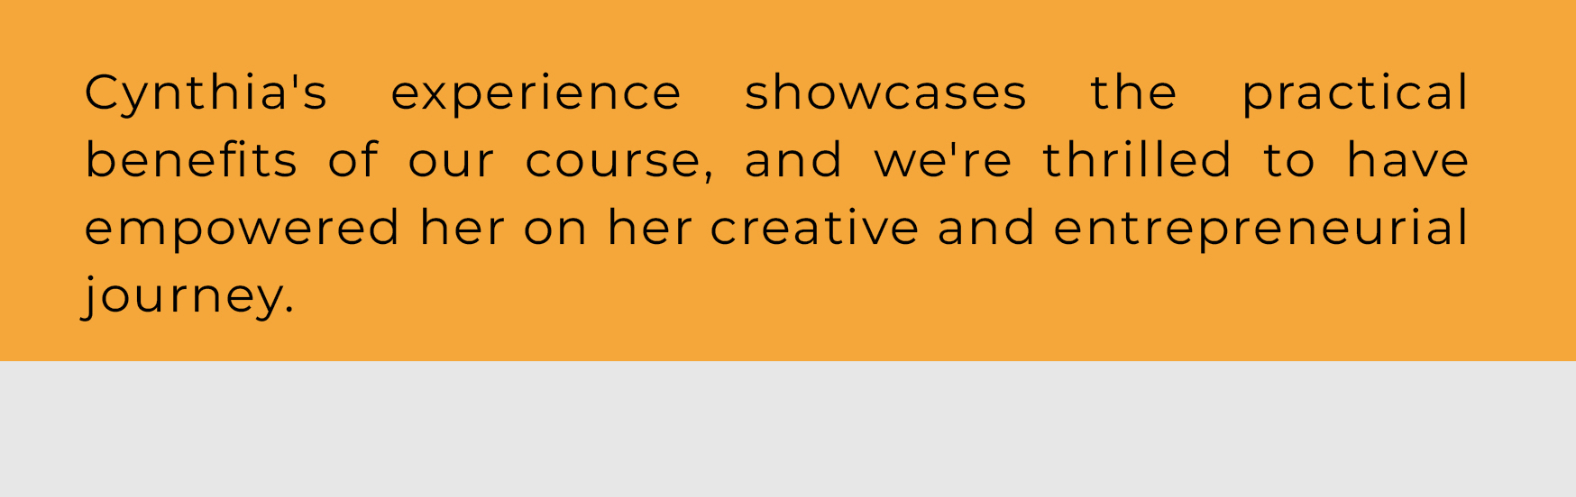 Cynthia's experience showcases the practical
benefits of our course, and we're thrilled to have
empowered her on her creative and entrepreneurial
journey.